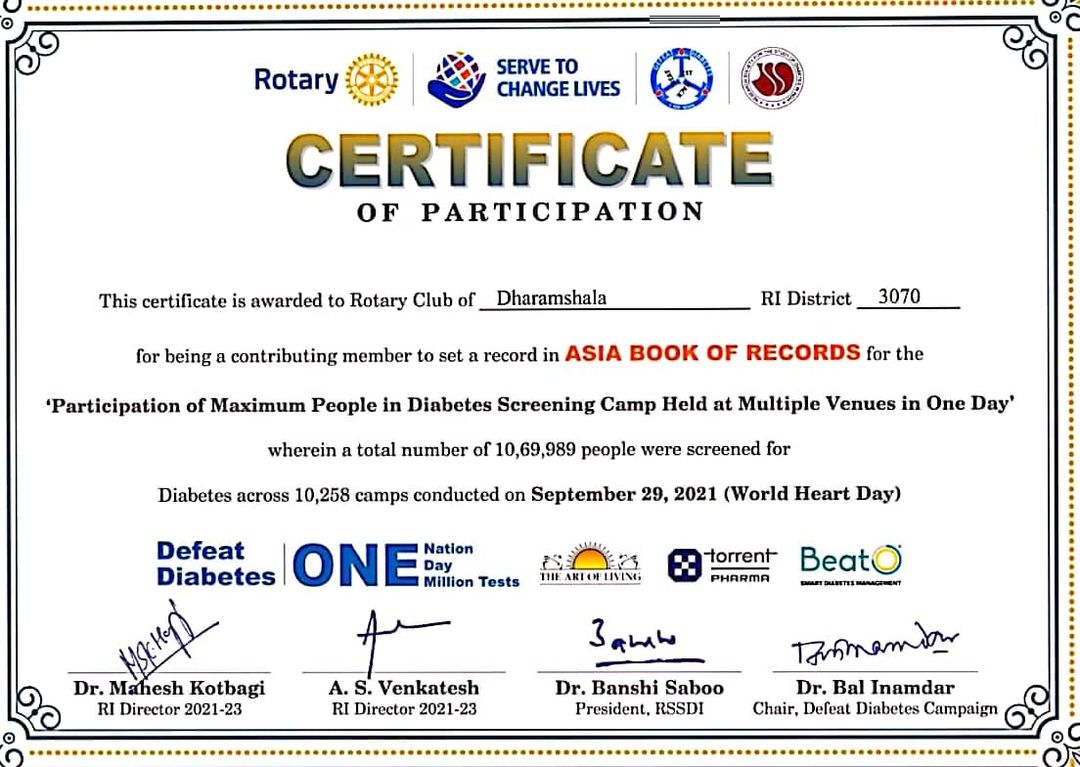 Rotary
SERVE TO
CHANGE LIVES
CERTIFICATE
OF PARTICIPATION
This certificate is awarded to Rotary Club of Dharamshala RI District 3070
for being a contributing member to set a record in ASIA BOOK OF RECORDS for the
‘Participation of Maximum People in Diabetes Screening Camp Held at Multiple Venues in One Day’
wherein a total number of 10,69,989 people were screened for
Diabetes across 10,258 camps conducted on September 29, 2021 (World Heart Day)
Defeat
Diabetes
ONE
Nation
Day
Million Tests
THE ART OF LIVING
torrent
PHARMA
BeatO
SMART DIABETES MANAGEMENT
Dr. Mahesh Kotbagi
RI Director 2021-23
A. S. Venkatesh
RI Director 2021-23
Dr. Banshi Saboo
President, RSSDI
Dr. Bal Inamdar
Chair, Defeat Diabetes Campaign